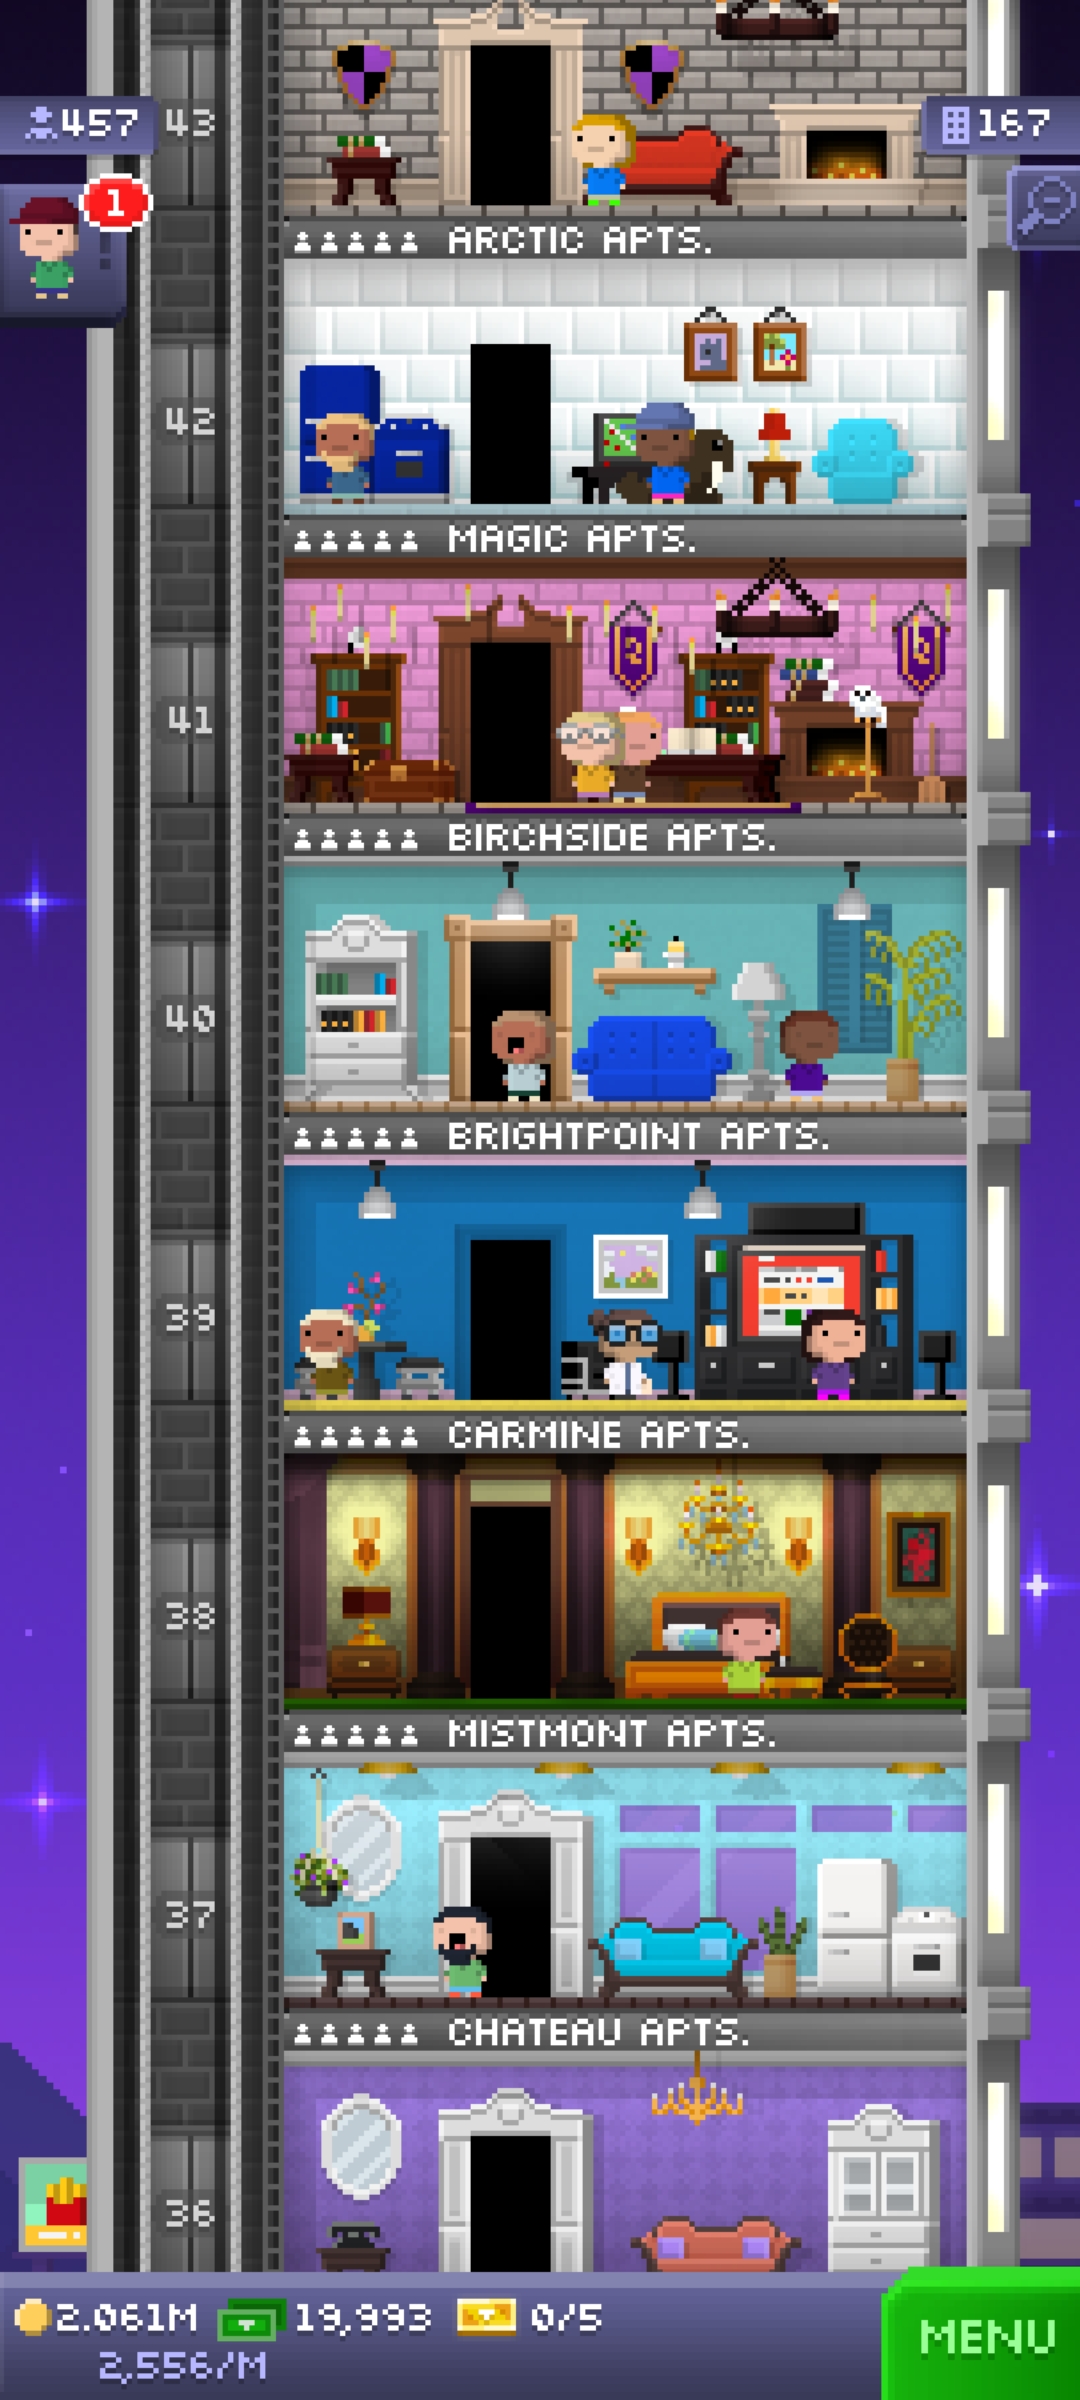 43
457
167
1
ARCTIC APTS.
42
MAGIC APTS.
41
BIRCHSIDE APTS.
40
BRIGHTPOINT APTS.
39
CARMINE APTS.
38
MISTMONT APTS.
37
CHATEAU APTS.
36
2.061M 19,993 0/5
2,556/M
MENU